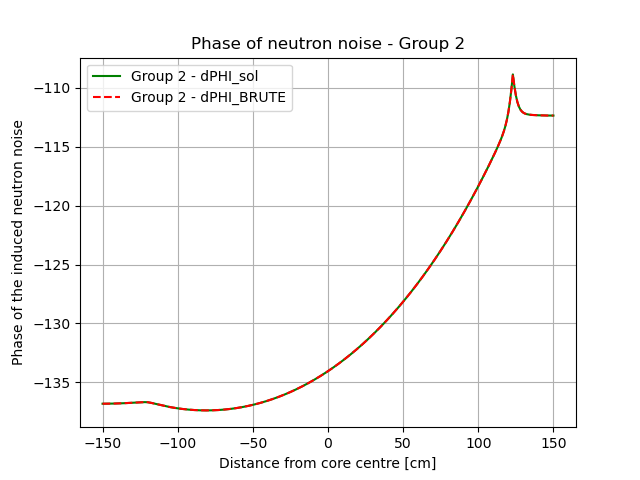 Phase of neutron noise - Group 2
Group 2 - dPHI_sol
Group 2 - dPHI_BRUTE
Phase of the induced neutron noise
−110
−115
−120
−125
−130
−135
−150
−100
−50
0
50
100
150
Distance from core centre [cm]